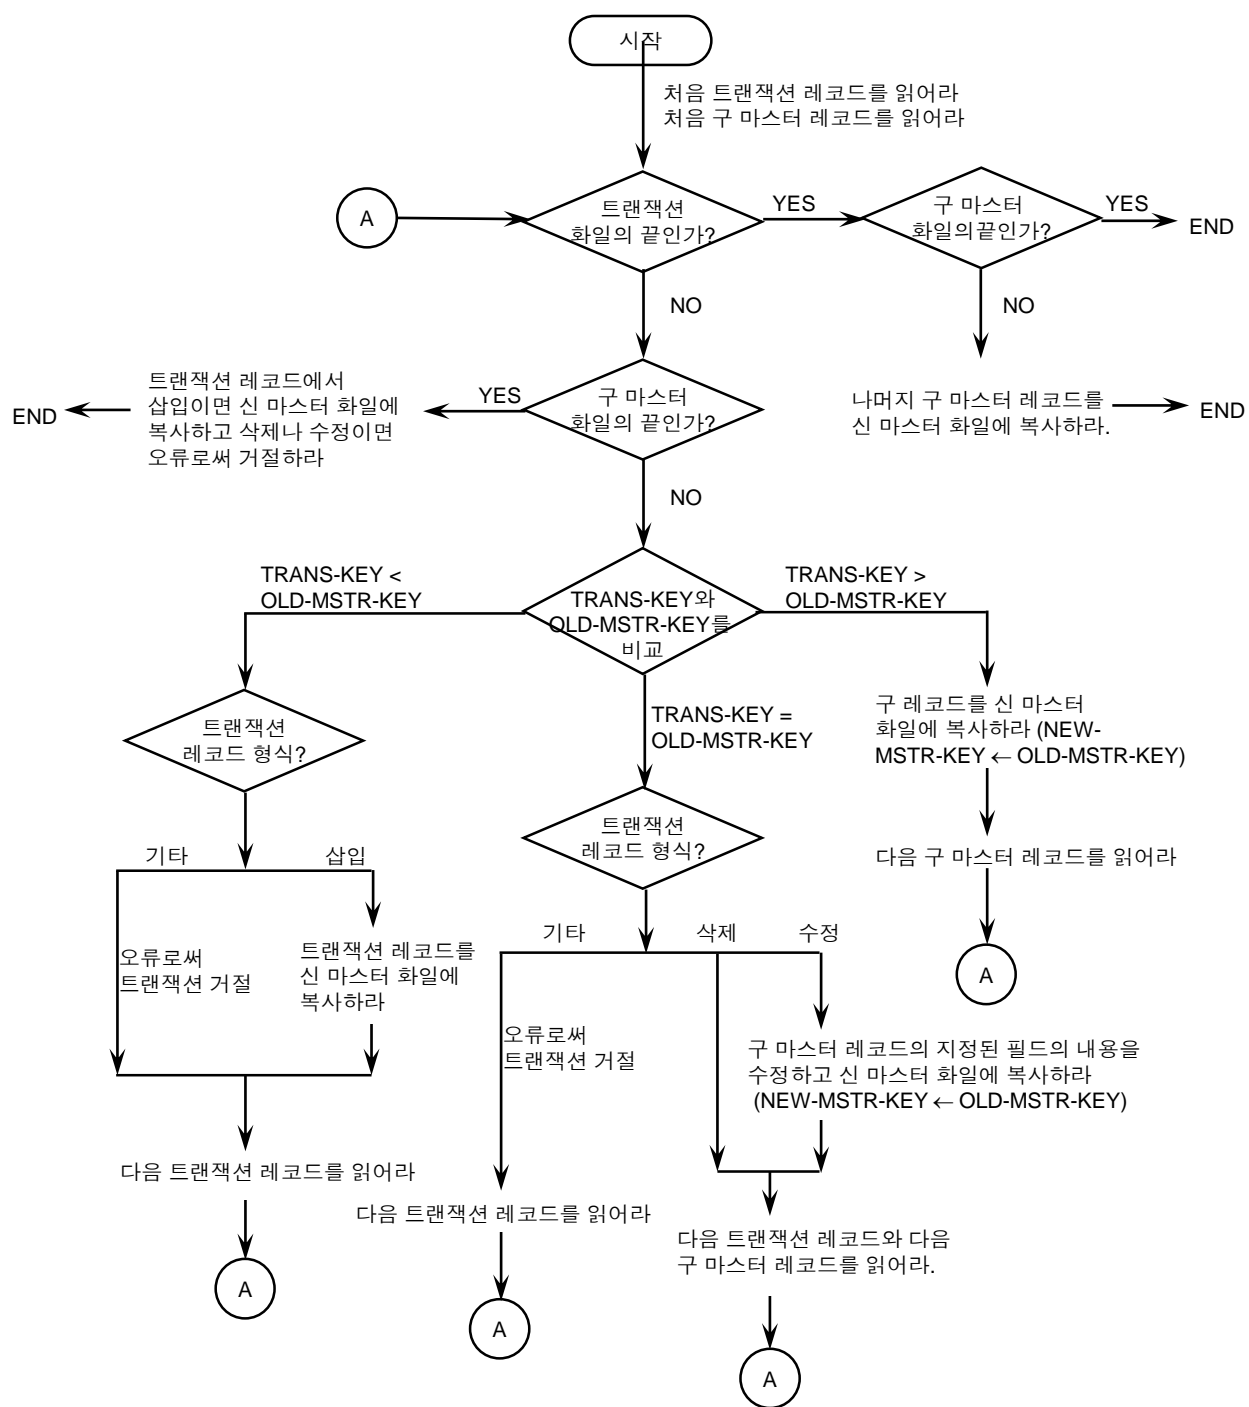 시작
처음 트랜잭션 레코드를 읽어라
처음 구 마스터 레코드를 읽어라
A
트랜잭션
화일의 끝인가?
YES
구 마스터
화일의끝인가?
YES
END
NO
NO
END
트랜잭션 레코드에서
삽입이면 신 마스터 화일에
복사하고 삭제나 수정이면
오류로써 거절하라
YES
구 마스터
화일의 끝인가?
나머지 구 마스터 레코드를
신 마스터 화일에 복사하라.
END
NO
TRANS-KEY <
OLD-MSTR-KEY
TRANS-KEY와
OLD-MSTR-KEY를
비교
TRANS-KEY >
OLD-MSTR-KEY
트랜잭션
레코드 형식?
TRANS-KEY =
OLD-MSTR-KEY
구 레코드를 신 마스터
화일에 복사하라 (NEW-
MSTR-KEY ← OLD-MSTR-KEY)
트랜잭션
레코드 형식?
다음 구 마스터 레코드를 읽어라
기타
삽입
기타
삭제
수정
오류로써
트랜잭션 거절
트랜잭션 레코드를
신 마스터 화일에
복사하라
A
오류로써
트랜잭션 거절
구 마스터 레코드의 지정된 필드의 내용을
수정하고 신 마스터 화일에 복사하라
(NEW-MSTR-KEY ← OLD-MSTR-KEY)
다음 트랜잭션 레코드를 읽어라
다음 트랜잭션 레코드를 읽어라
다음 트랜잭션 레코드와 다음
구 마스터 레코드를 읽어라.
A
A
A